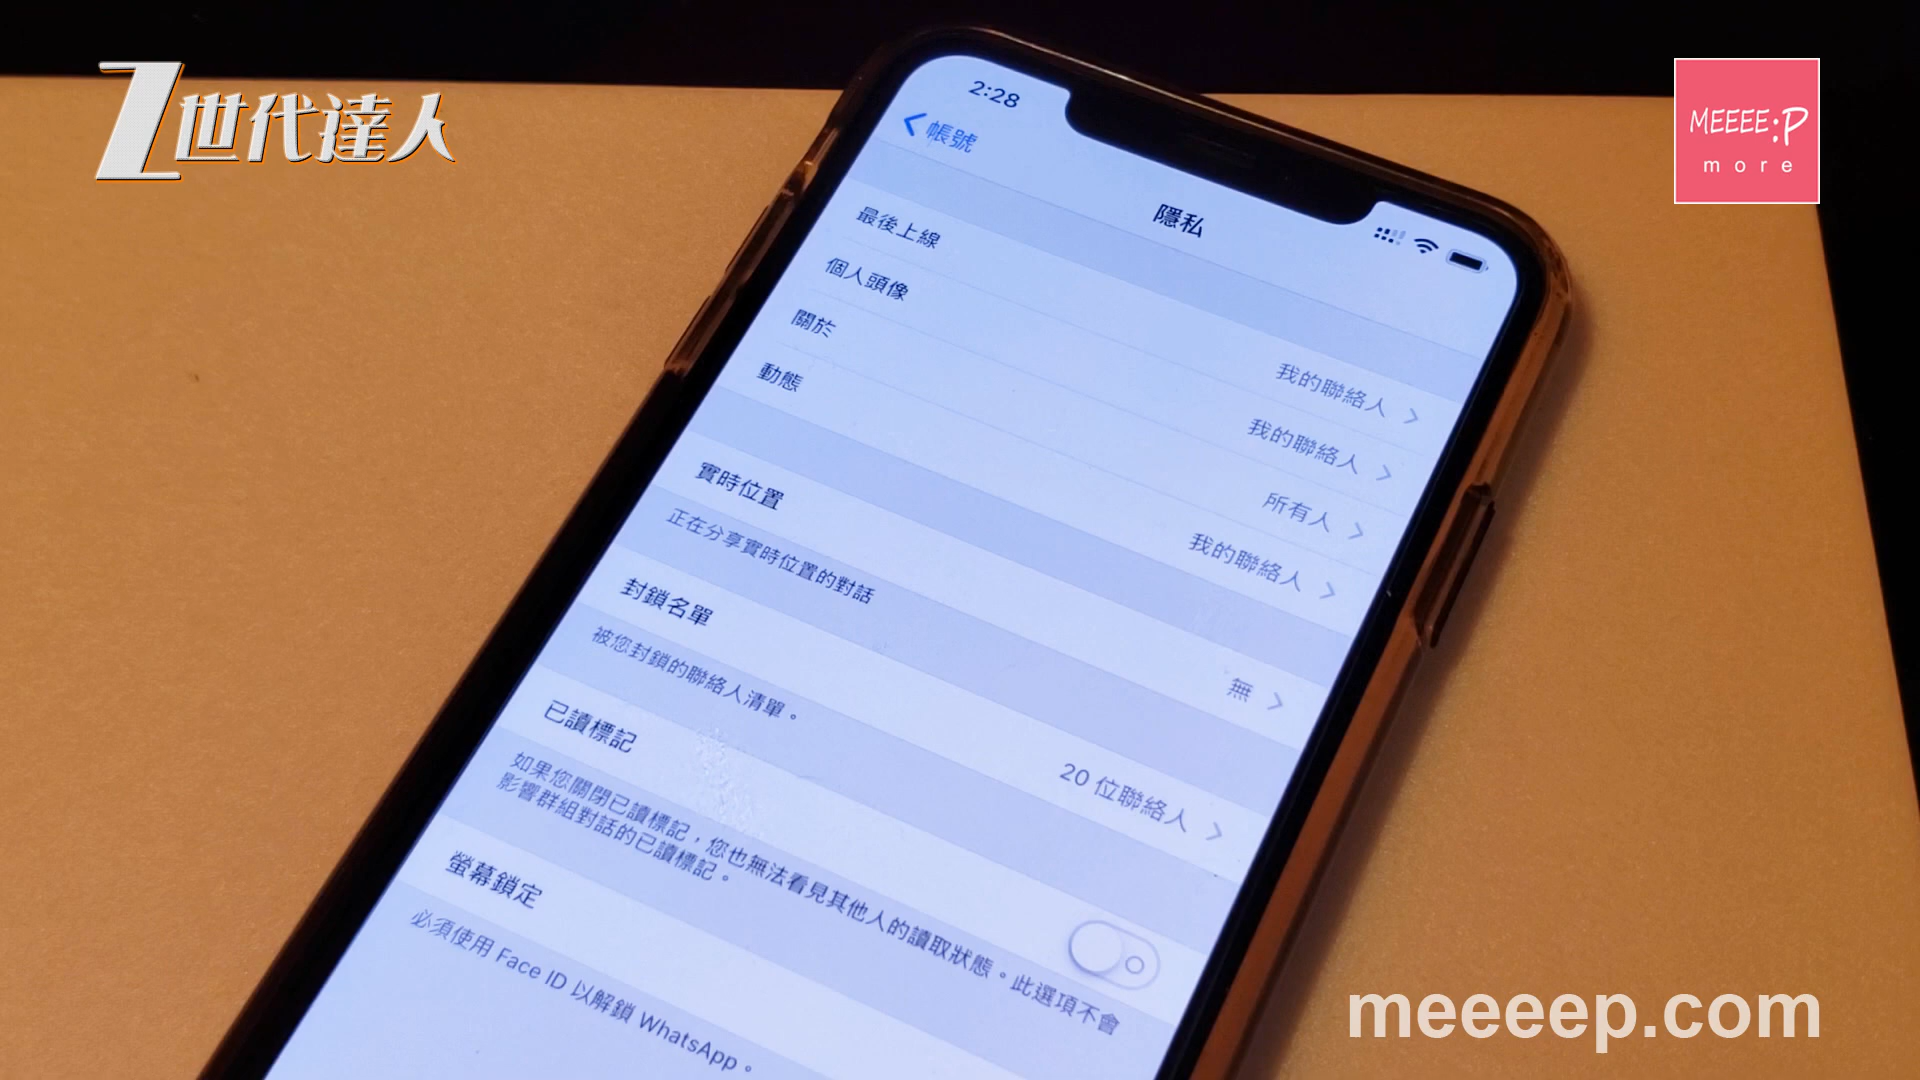 Z世代達人
MEEEE:P
more
2:28
帳號
隱私
最後上線
我的聯絡人
個人頭像
我的聯絡人
關於
所有人
動態
我的聯絡人
實時位置
無
正在分享實時位置的對話
封鎖名單
20 位聯絡人
被您封鎖的聯絡人清單。
已讀標記
如果您關閉已讀標記，您也無法看見其他人的讀取狀態。此選項不會
影響群組對話的已讀標記。
螢幕鎖定
必須使用 Face ID 以解鎖 WhatsApp。
meeeeep.com